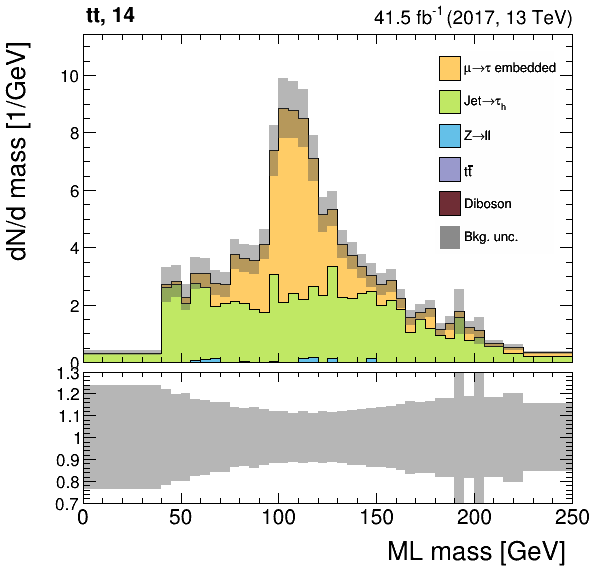 tt, 14
41.5 fb⁻¹ (2017, 13 TeV)
dN/d mass [1/GeV]
10
8
6
4
2
0
μ→τ embedded
Jet→τh
Z→ll
tt̄
Diboson
Bkg. unc.
1.3
1.2
1.1
1
0.9
0.8
0.7
0 50 100 150 200 250
ML mass [GeV]